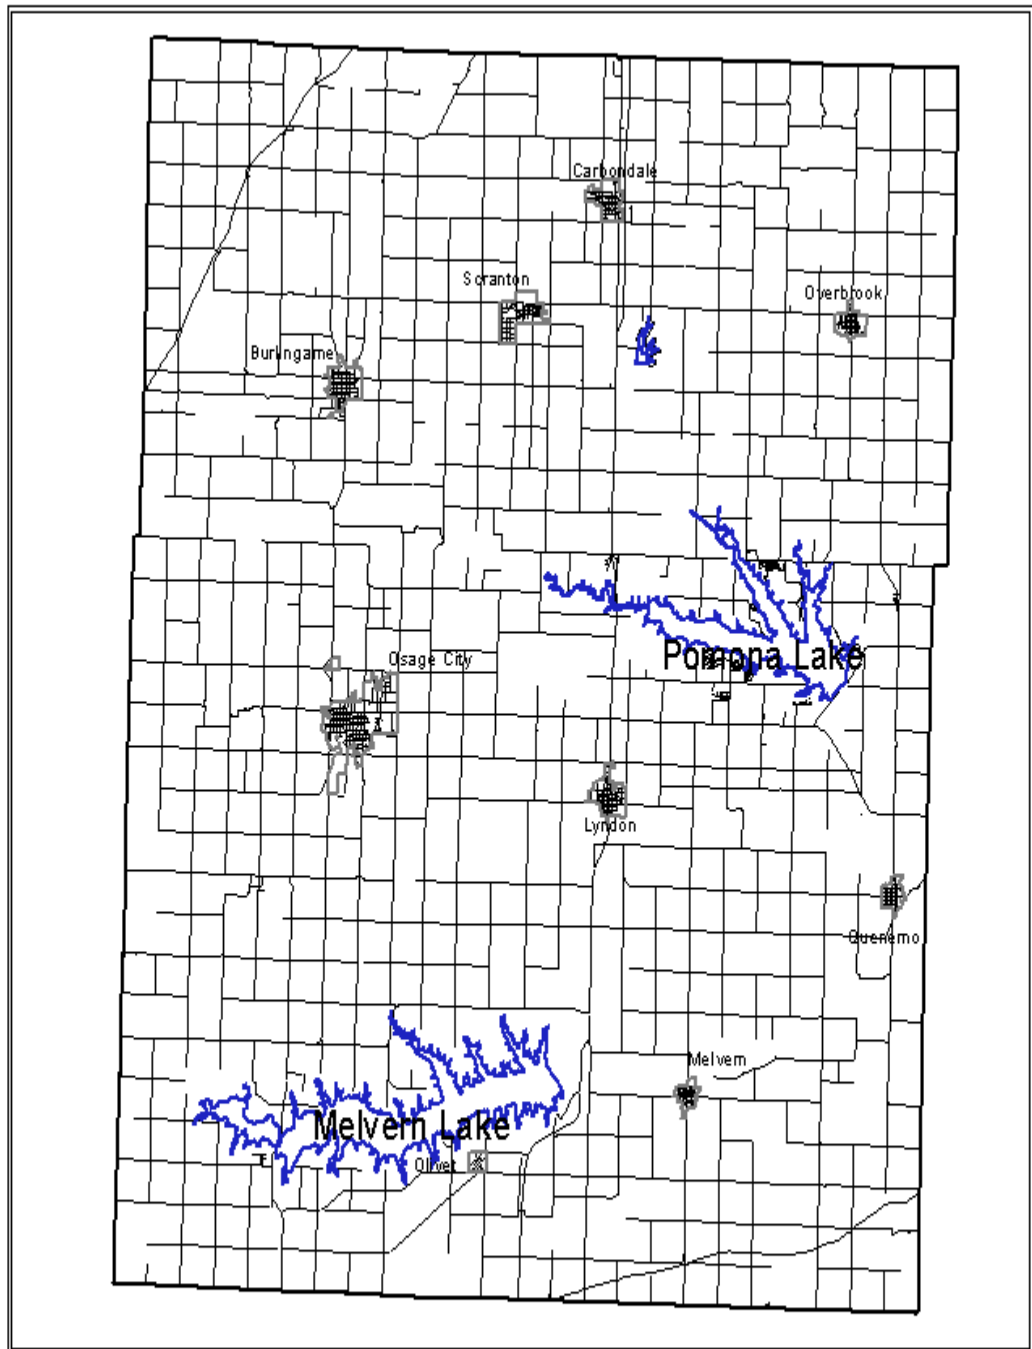 Carbondale
Scranton
Overbrook
Burlingame
Pomona Lake
Osage City
Lyndon
Quenemo
Melvern
Melvern Lake
Olivet